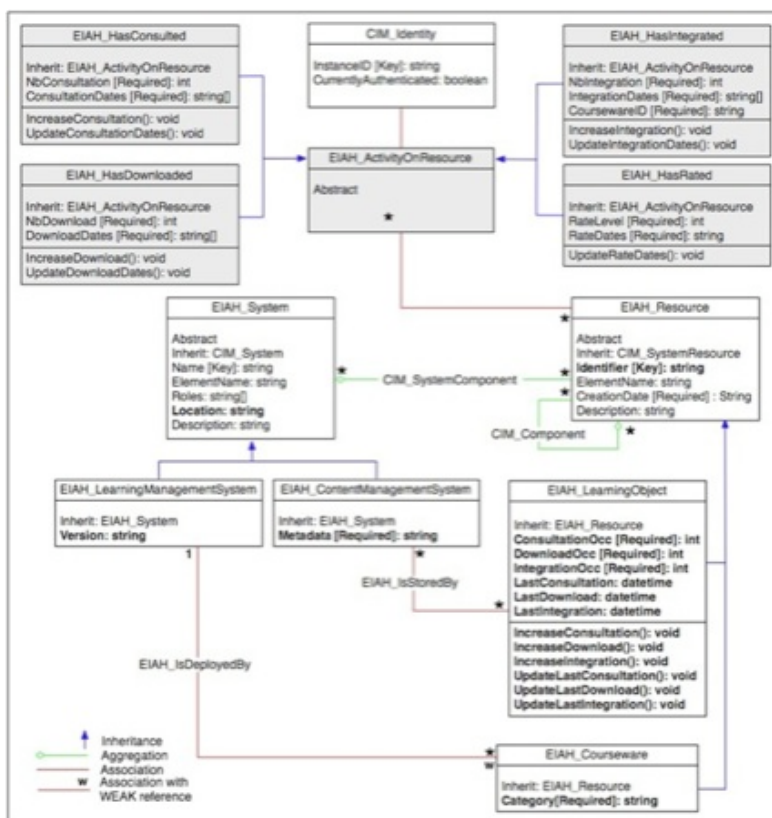 EIAH_HasConsulted
Inherit: EIAH_ActivityOnResource
NbConsultation [Required]: int
ConsultationDates [Required]: string[]
IncreaseConsultation(): void
UpdateConsultationDates(): void
CIM_Identity
InstanceID [Key]: string
CurrentlyAuthenticated: boolean
EIAH_HasIntegrated
Inherit: EIAH_ActivityOnResource
NbIntegration [Required]: int
IntegrationDates [Required]: string[]
CoursewareID [Required]: string
IncreaseIntegration(): void
UpdateIntegrationDates(): void
EIAH_ActivityOnResource
Abstract
*
EIAH_HasDownloaded
Inherit: EIAH_ActivityOnResource
NbDownload [Required]: int
DownloadDates [Required]: string[]
IncreaseDownload(): void
UpdateDownloadDates(): void
EIAH_HasRated
Inherit: EIAH_ActivityOnResource
RateLevel [Required]: int
RateDates [Required]: string
UpdateRateDates(): void
EIAH_System
Abstract
Inherit: CIM_System
Name [Key]: string
ElementName: string
Roles: string[]
Location: string
Description: string
*
CIM_SystemComponent
*
*
EIAH_Resource
Abstract
Inherit: CIM_SystemResource
Identifier [Key]: string
ElementName: string
CreationDate [Required] : String
Description: string
*
CIM_Component
*
EIAH_LearningManagementSystem
Inherit: EIAH_System
Version: string
1
EIAH_ContentManagementSystem
Inherit: EIAH_System
Metadata [Required]: string
*
EIAH_IsStoredBy
*
EIAH_LearningObject
Inherit: EIAH_Resource
ConsultationOcc [Required]: int
DownloadOcc [Required]: int
IntegrationOcc [Required]: int
LastConsultation: datetime
LastDownload: datetime
LastIntegration: datetime
IncreaseConsultation(): void
IncreaseDownload(): void
IncreaseIntegration(): void
UpdateLastConsultation(): void
UpdateLastDownload(): void
UpdateLastIntegration(): void
EIAH_IsDeployedBy
*
w
EIAH_Courseware
Inherit: EIAH_Resource
Category[Required]: string
Inheritance
Aggregation
Association
w Association with
WEAK reference